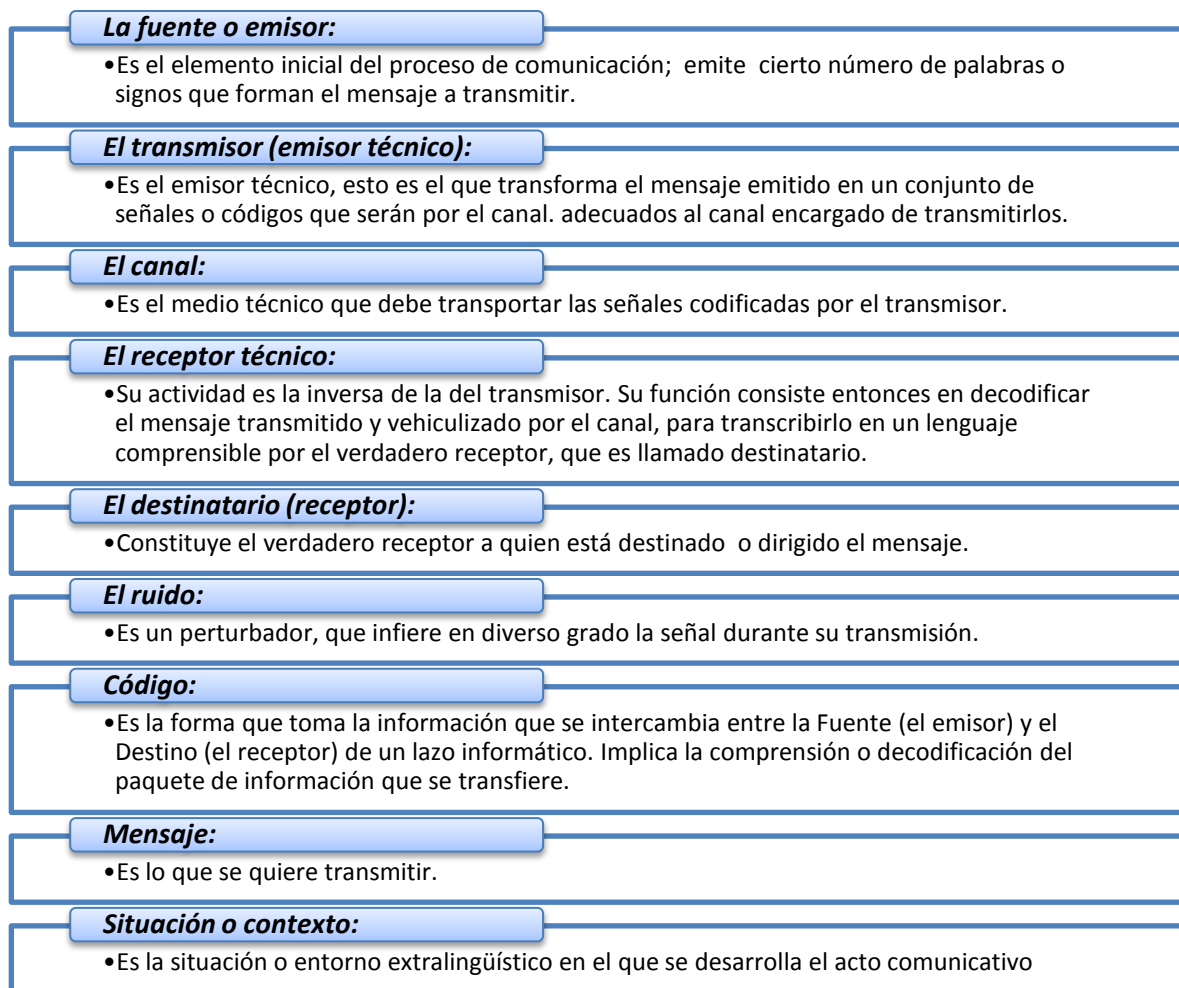 La fuente o emisor:
•Es el elemento inicial del proceso de comunicación;  emite  cierto número de palabras o
signos que forman el mensaje a transmitir.
El transmisor (emisor técnico):
•Es el emisor técnico, esto es el que transforma el mensaje emitido en un conjunto de
señales o códigos que serán por el canal. adecuados al canal encargado de transmitirlos.
El canal:
•Es el medio técnico que debe transportar las señales codificadas por el transmisor.
El receptor técnico:
•Su actividad es la inversa de la del transmisor. Su función consiste entonces en decodificar
el mensaje transmitido y vehiculizado por el canal, para transcribirlo en un lenguaje
comprensible por el verdadero receptor, que es llamado destinatario.
El destinatario (receptor):
•Constituye el verdadero receptor a quien está destinado  o dirigido el mensaje.
El ruido:
•Es un perturbador, que infiere en diverso grado la señal durante su transmisión.
Código:
•Es la forma que toma la información que se intercambia entre la Fuente (el emisor) y el
Destino (el receptor) de un lazo informático. Implica la comprensión o decodificación del
paquete de información que se transfiere.
Mensaje:
•Es lo que se quiere transmitir.
Situación o contexto:
•Es la situación o entorno extralingüístico en el que se desarrolla el acto comunicativo